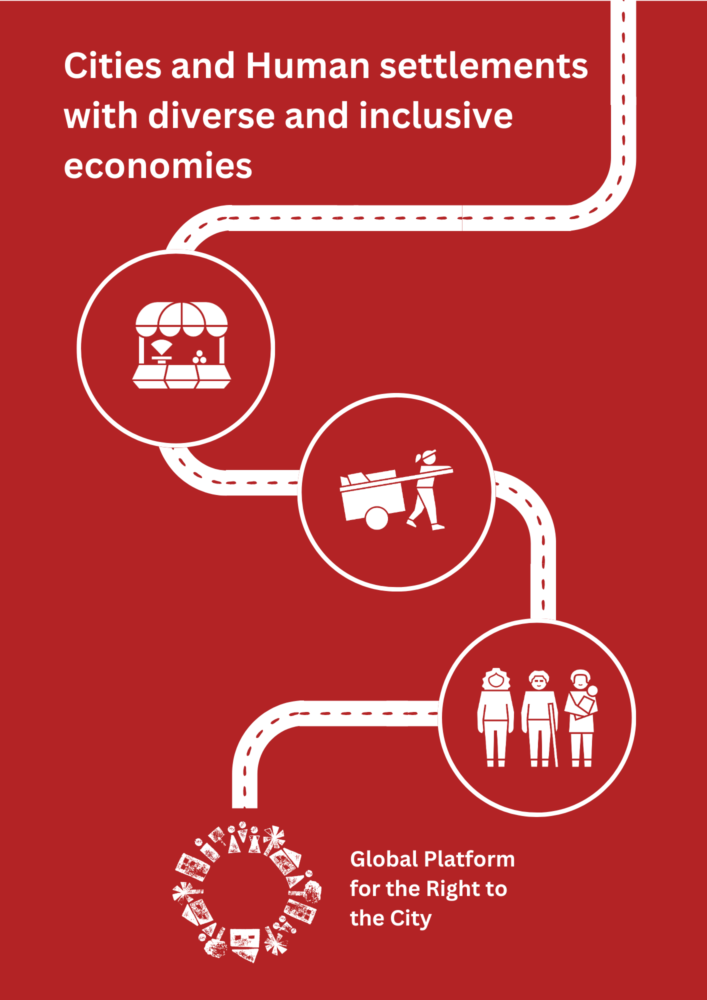 Cities and Human settlements
with diverse and inclusive
economies
Global Platform
for the Right to
the City